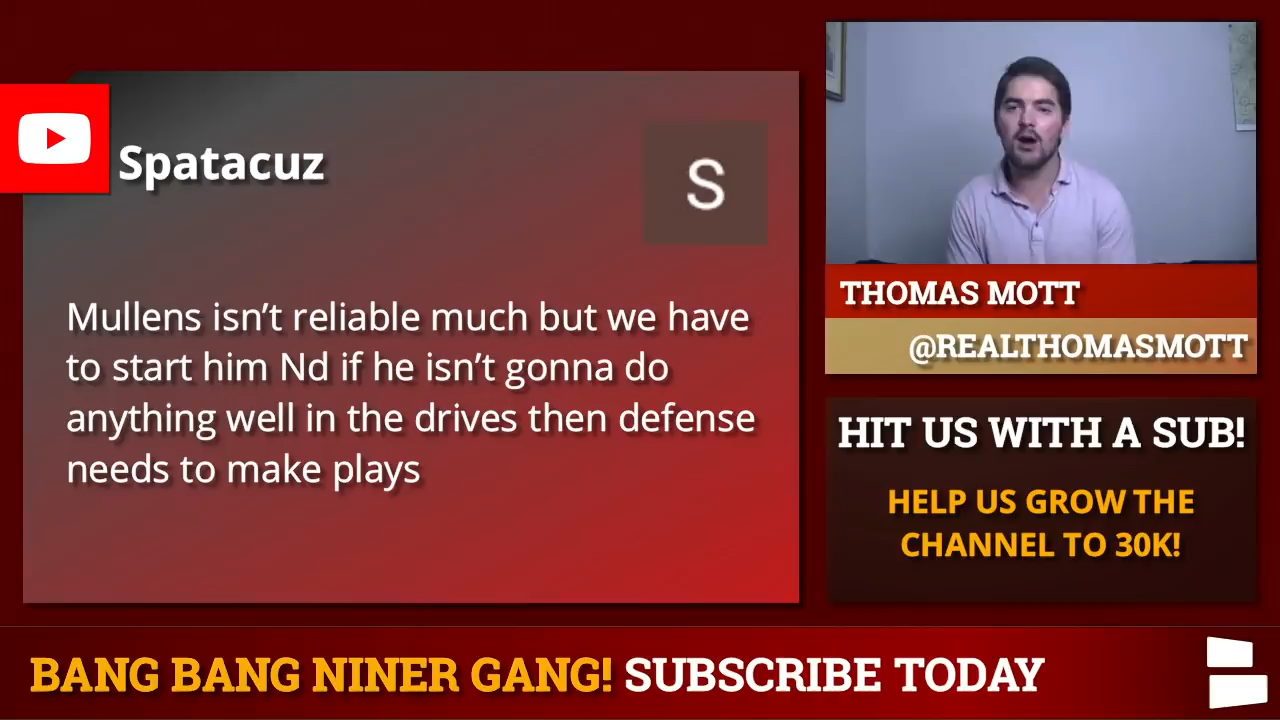 Spatacuz
S
Mullens isn’t reliable much but we have
to start him Nd if he isn’t gonna do
anything well in the drives then defense
needs to make plays
THOMAS MOTT
@REALTHOMASMOTT
HIT US WITH A SUB!
HELP US GROW THE
CHANNEL TO 30K!
BANG BANG NINER GANG! SUBSCRIBE TODAY